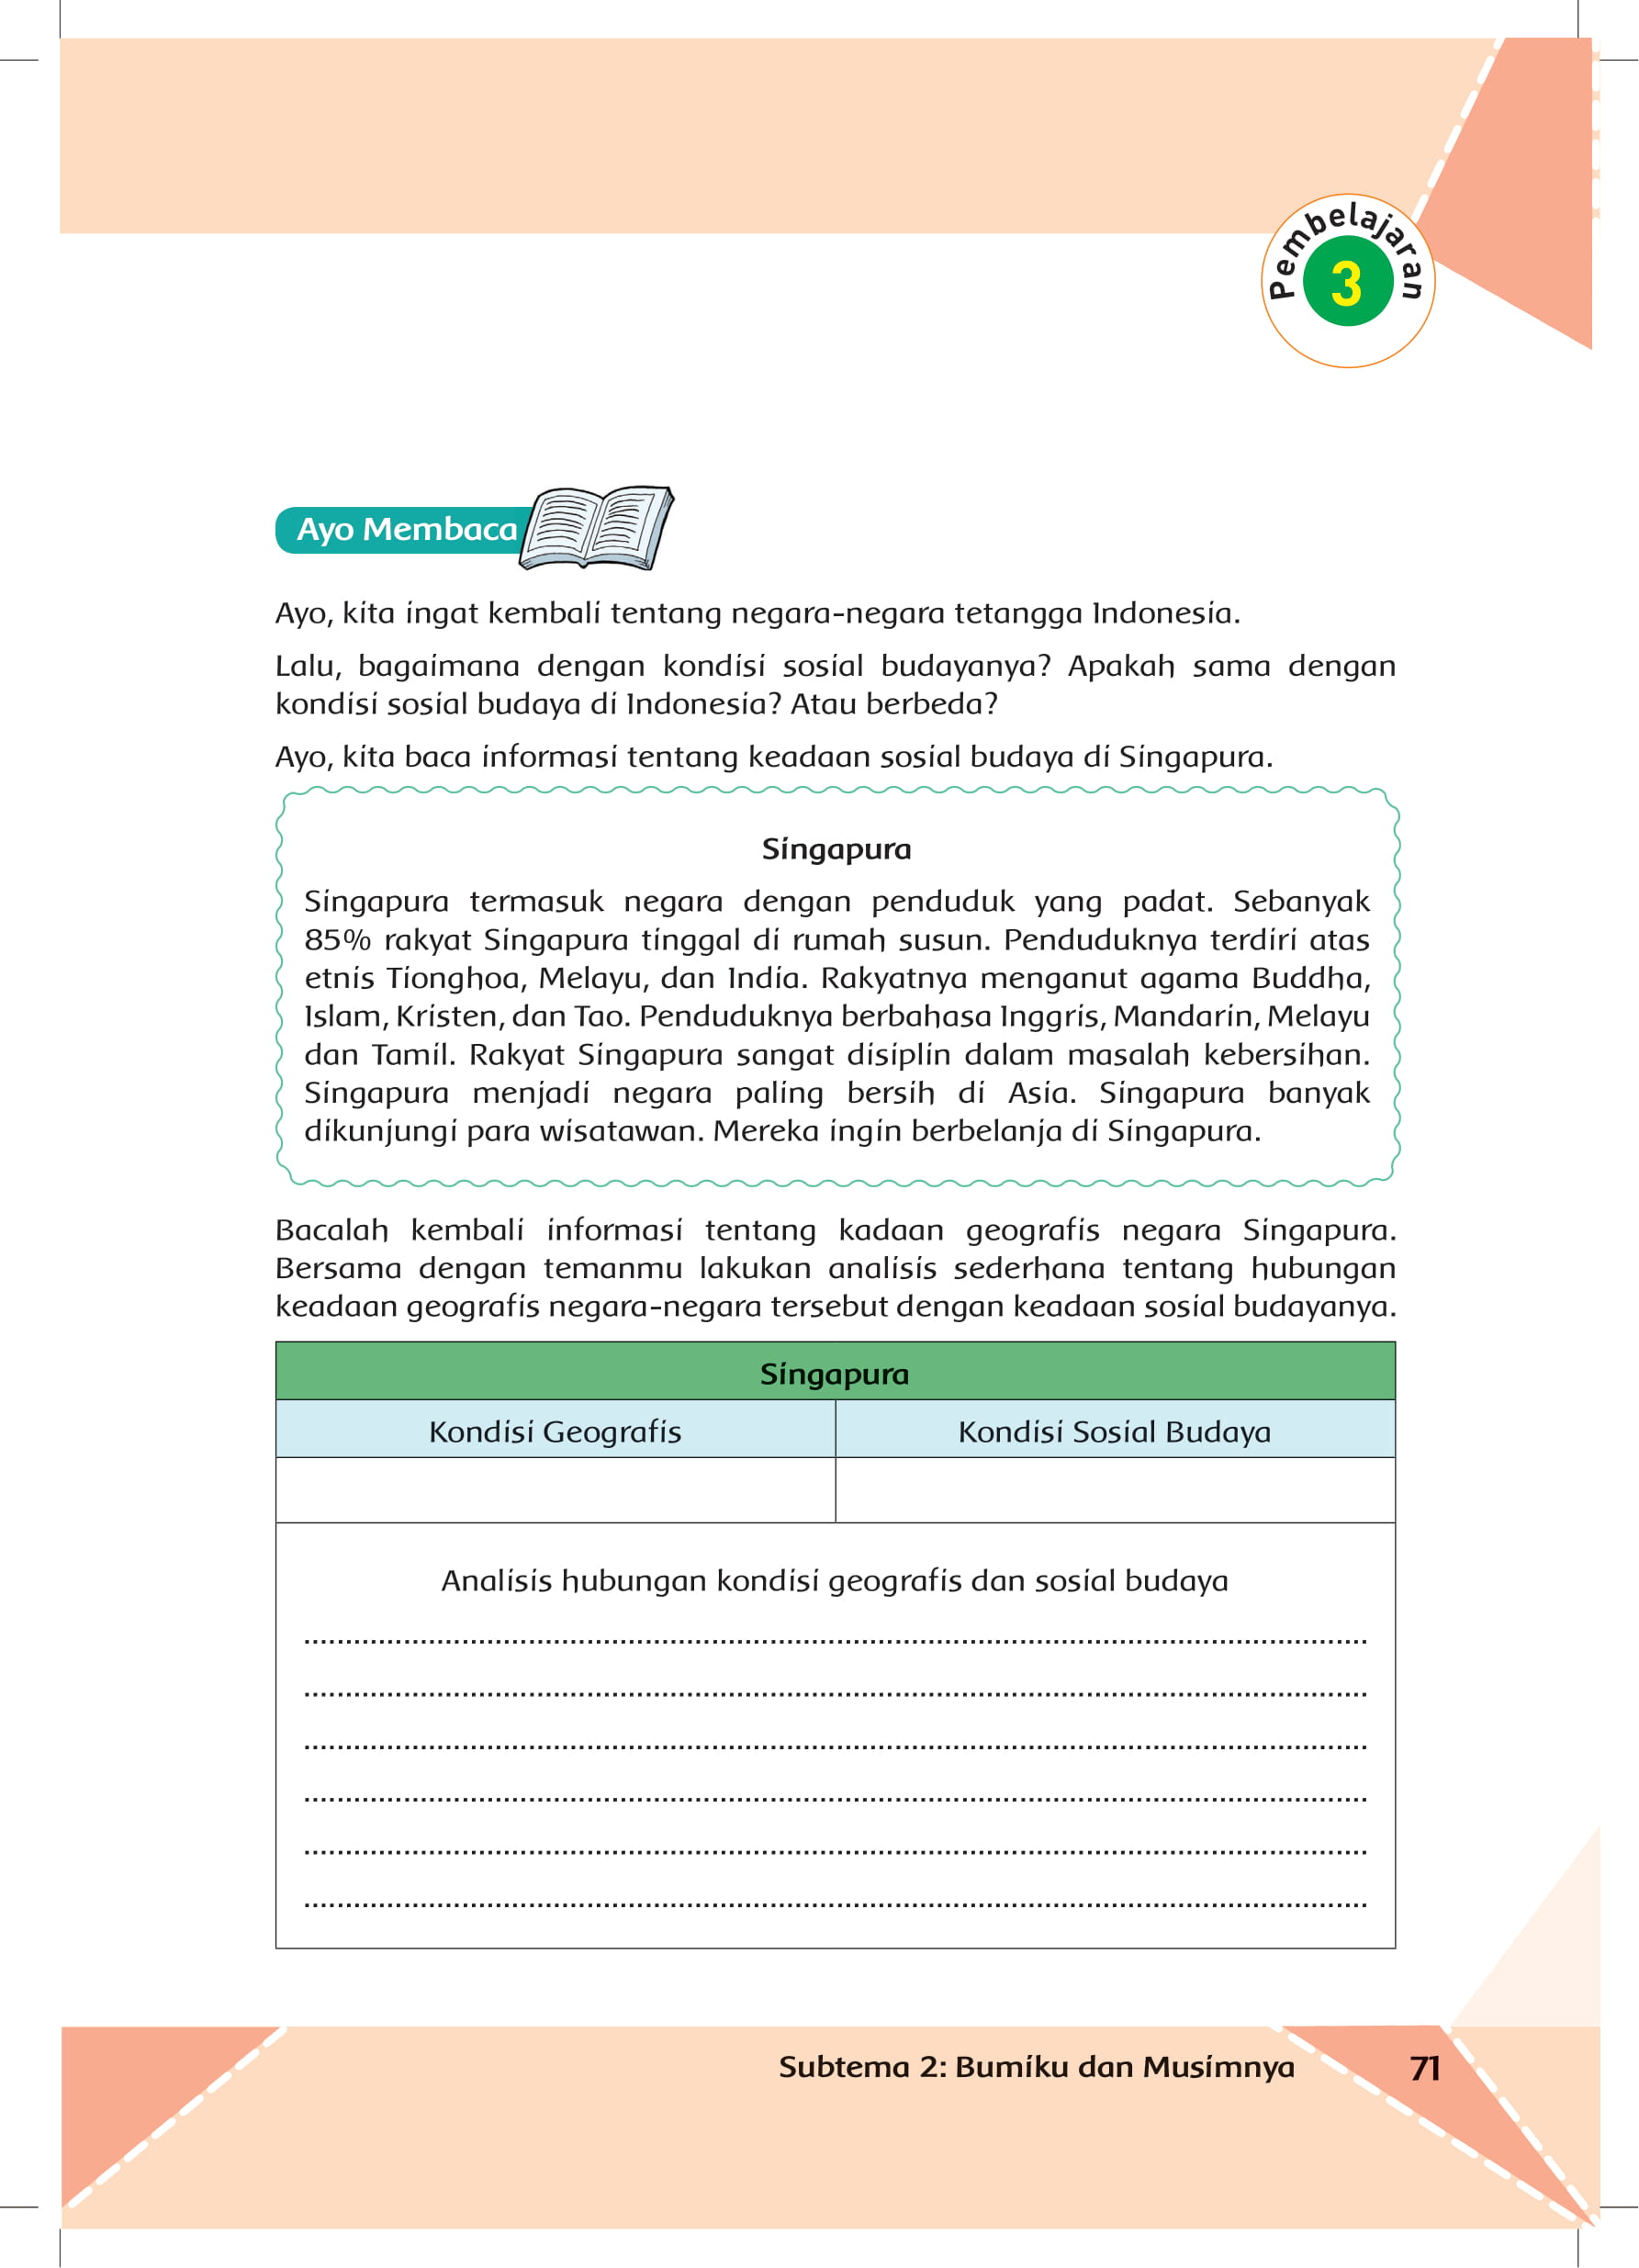 Pembelajaran
3
Ayo Membaca
Ayo, kita ingat kembali tentang negara-negara tetangga Indonesia.
Lalu, bagaimana dengan kondisi sosial budayanya? Apakah sama dengan
kondisi sosial budaya di Indonesia? Atau berbeda?
Ayo, kita baca informasi tentang keadaan sosial budaya di Singapura.
Singapura
Singapura termasuk negara dengan penduduk yang padat. Sebanyak
85% rakyat Singapura tinggal di rumah susun. Penduduknya terdiri atas
etnis Tionghoa, Melayu, dan India. Rakyatnya menganut agama Buddha,
Islam, Kristen, dan Tao. Penduduknya berbahasa Inggris, Mandarin, Melayu
dan Tamil. Rakyat Singapura sangat disiplin dalam masalah kebersihan.
Singapura menjadi negara paling bersih di Asia. Singapura banyak
dikunjungi para wisatawan. Mereka ingin berbelanja di Singapura.
Bacalah kembali informasi tentang kadaan geografis negara Singapura.
Bersama dengan temanmu lakukan analisis sederhana tentang hubungan
keadaan geografis negara-negara tersebut dengan keadaan sosial budayanya.
Singapura
Kondisi Geografis
Kondisi Sosial Budaya
Analisis hubungan kondisi geografis dan sosial budaya
Subtema 2: Bumiku dan Musimnya
71